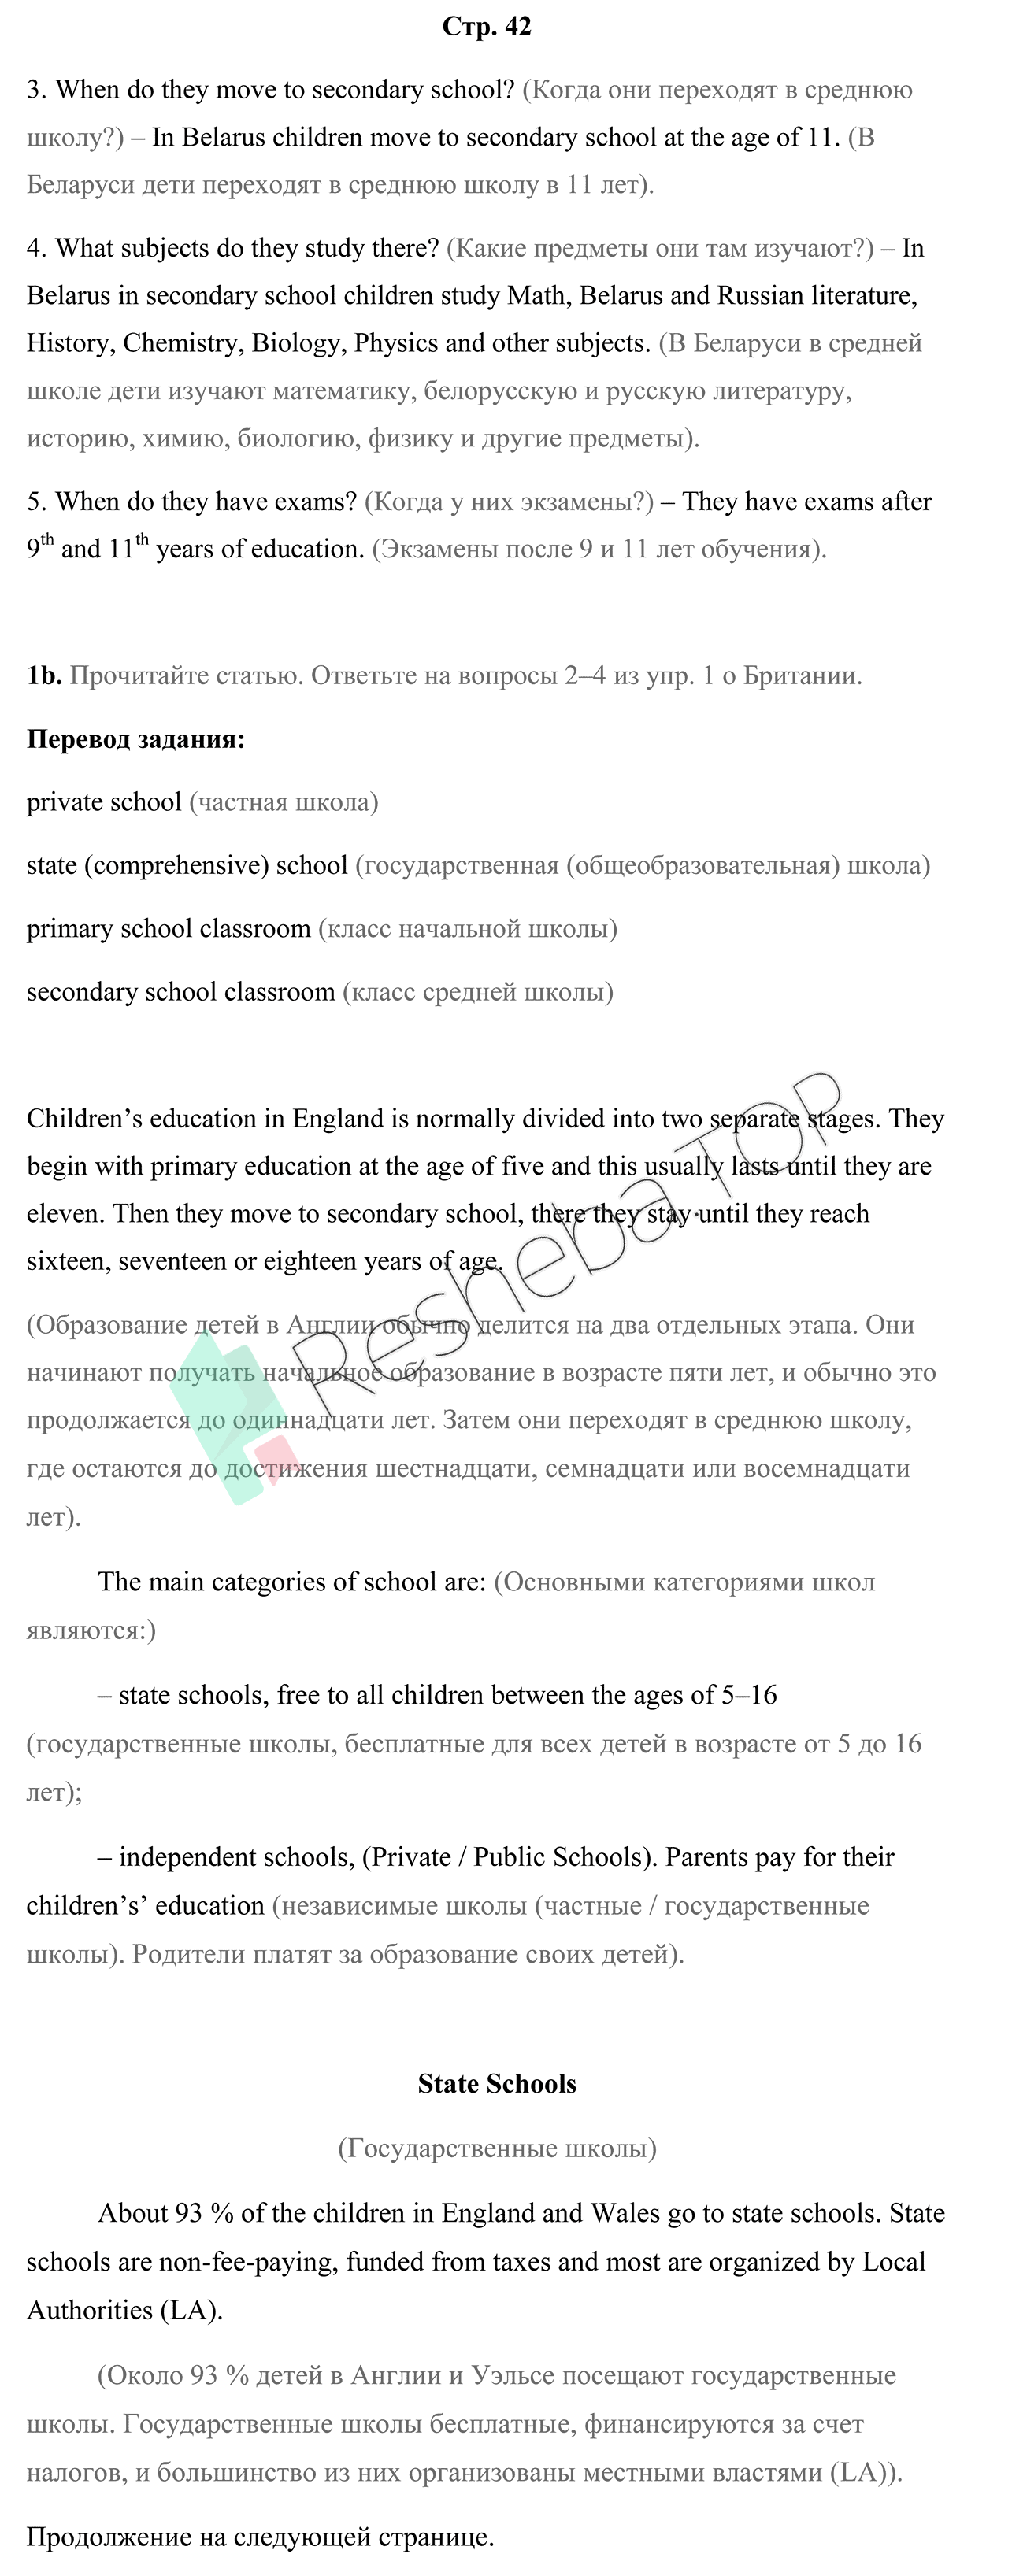 Стр. 42
3. When do they move to secondary school? (Когда они переходят в среднюю
школу?) – In Belarus children move to secondary school at the age of 11. (В
Беларуси дети переходят в среднюю школу в 11 лет).
4. What subjects do they study there? (Какие предметы они там изучают?) – In
Belarus in secondary school children study Math, Belarus and Russian literature,
History, Chemistry, Biology, Physics and other subjects. (В Беларуси в средней
школе дети изучают математику, белорусскую и русскую литературу,
историю, химию, биологию, физику и другие предметы).
5. When do they have exams? (Когда у них экзамены?) – They have exams after
9th and 11th years of education. (Экзамены после 9 и 11 лет обучения).
1b. Прочитайте статью. Ответьте на вопросы 2–4 из упр. 1 о Британии.
Перевод задания:
private school (частная школа)
state (comprehensive) school (государственная (общеобразовательная) школа)
primary school classroom (класс начальной школы)
secondary school classroom (класс средней школы)
Children’s education in England is normally divided into two separate stages. They
begin with primary education at the age of five and this usually lasts until they are
eleven. Then they move to secondary school, there they stay until they reach
sixteen, seventeen or eighteen years of age.
(Образование детей в Англии обычно делится на два отдельных этапа. Они
начинают получать начальное образование в возрасте пяти лет, и обычно это
продолжается до одиннадцати лет. Затем они переходят в среднюю школу,
где остаются до достижения шестнадцати, семнадцати или восемнадцати
лет).
The main categories of school are: (Основными категориями школ
являются:)
– state schools, free to all children between the ages of 5–16
(государственные школы, бесплатные для всех детей в возрасте от 5 до 16
лет);
– independent schools, (Private / Public Schools). Parents pay for their
children’s’ education (независимые школы (частные / государственные
школы). Родители платят за образование своих детей).
State Schools
(Государственные школы)
About 93 % of the children in England and Wales go to state schools. State
schools are non-fee-paying, funded from taxes and most are organized by Local
Authorities (LA).
(Около 93 % детей в Англии и Уэльсе посещают государственные
школы. Государственные школы бесплатные, финансируются за счет
налогов, и большинство из них организованы местными властями (LA)).
Продолжение на следующей странице.
Resheba TOP